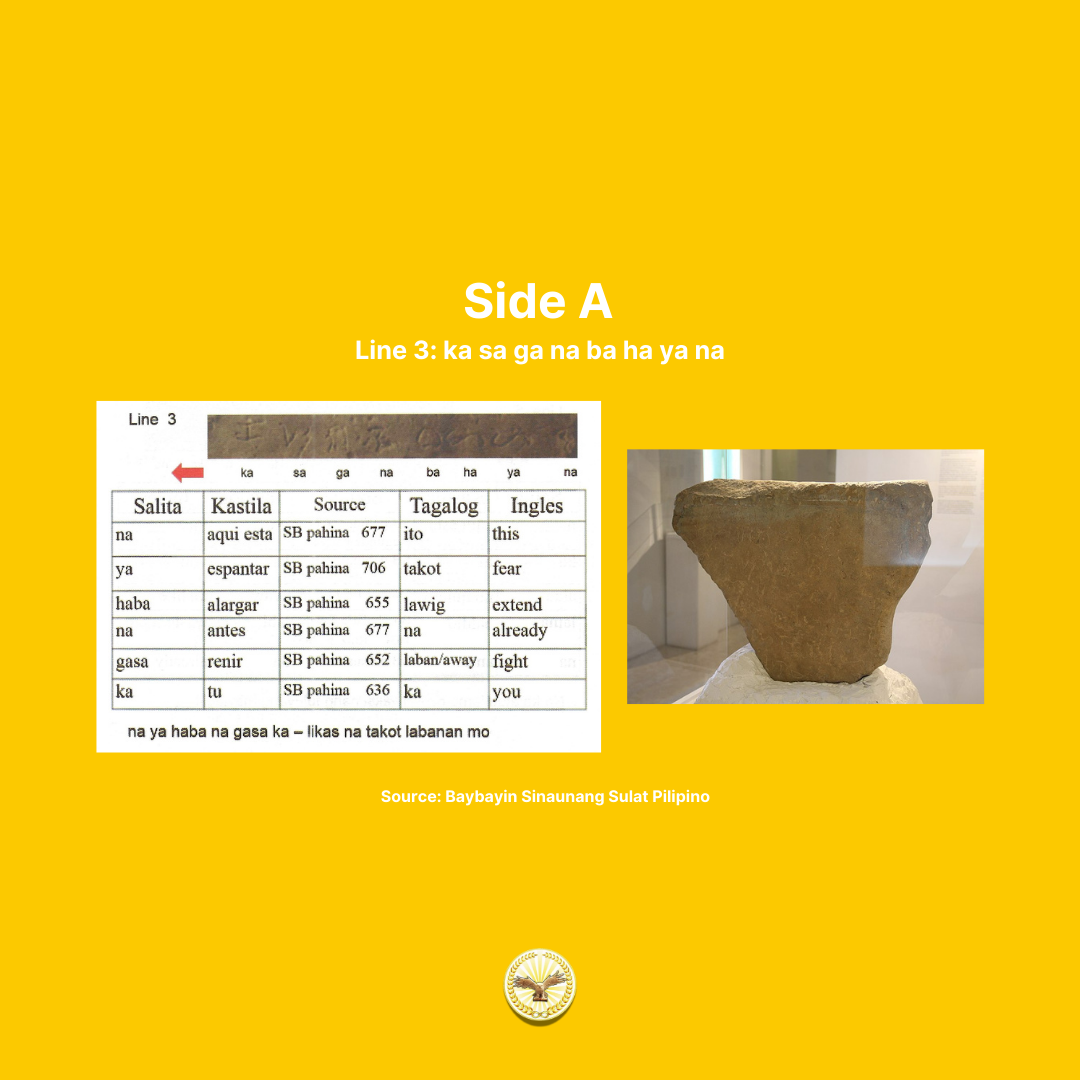 Side A
Line 3: ka sa ga na ba ha ya na
Line 3
ka sa ga na ba ha ya na
Salita Kastila Source Tagalog Ingles
na aqui esta SB pahina 677 ito this
ya espantar SB pahina 706 takot fear
haba alargar SB pahina 655 lawig extend
na antes SB pahina 677 na already
gasa renir SB pahina 652 laban/away fight
ka tu SB pahina 636 ka you
na ya haba na gasa ka – likas na takot labanan mo
Source: Baybayin Sinaunang Sulat Pilipino